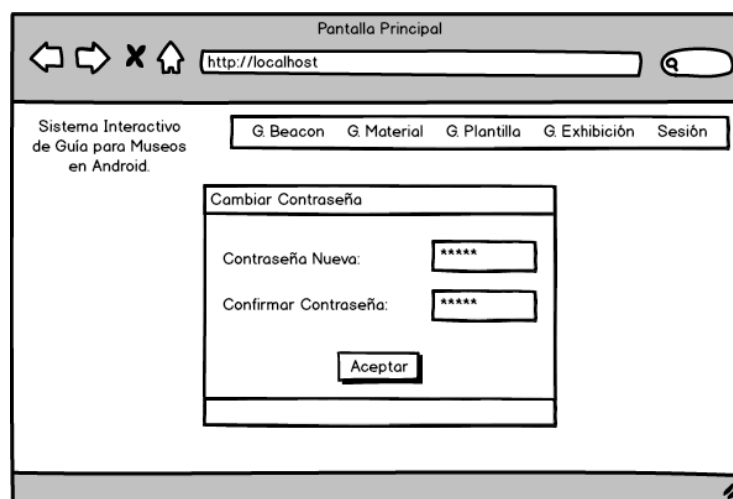 Pantalla Principal
http://localhost
Sistema Interactivo
de Guía para Museos
en Android.
G. Beacon G. Material G. Plantilla G. Exhibición Sesión
Cambiar Contraseña
Contraseña Nueva: *****
Confirmar Contraseña: *****
Aceptar